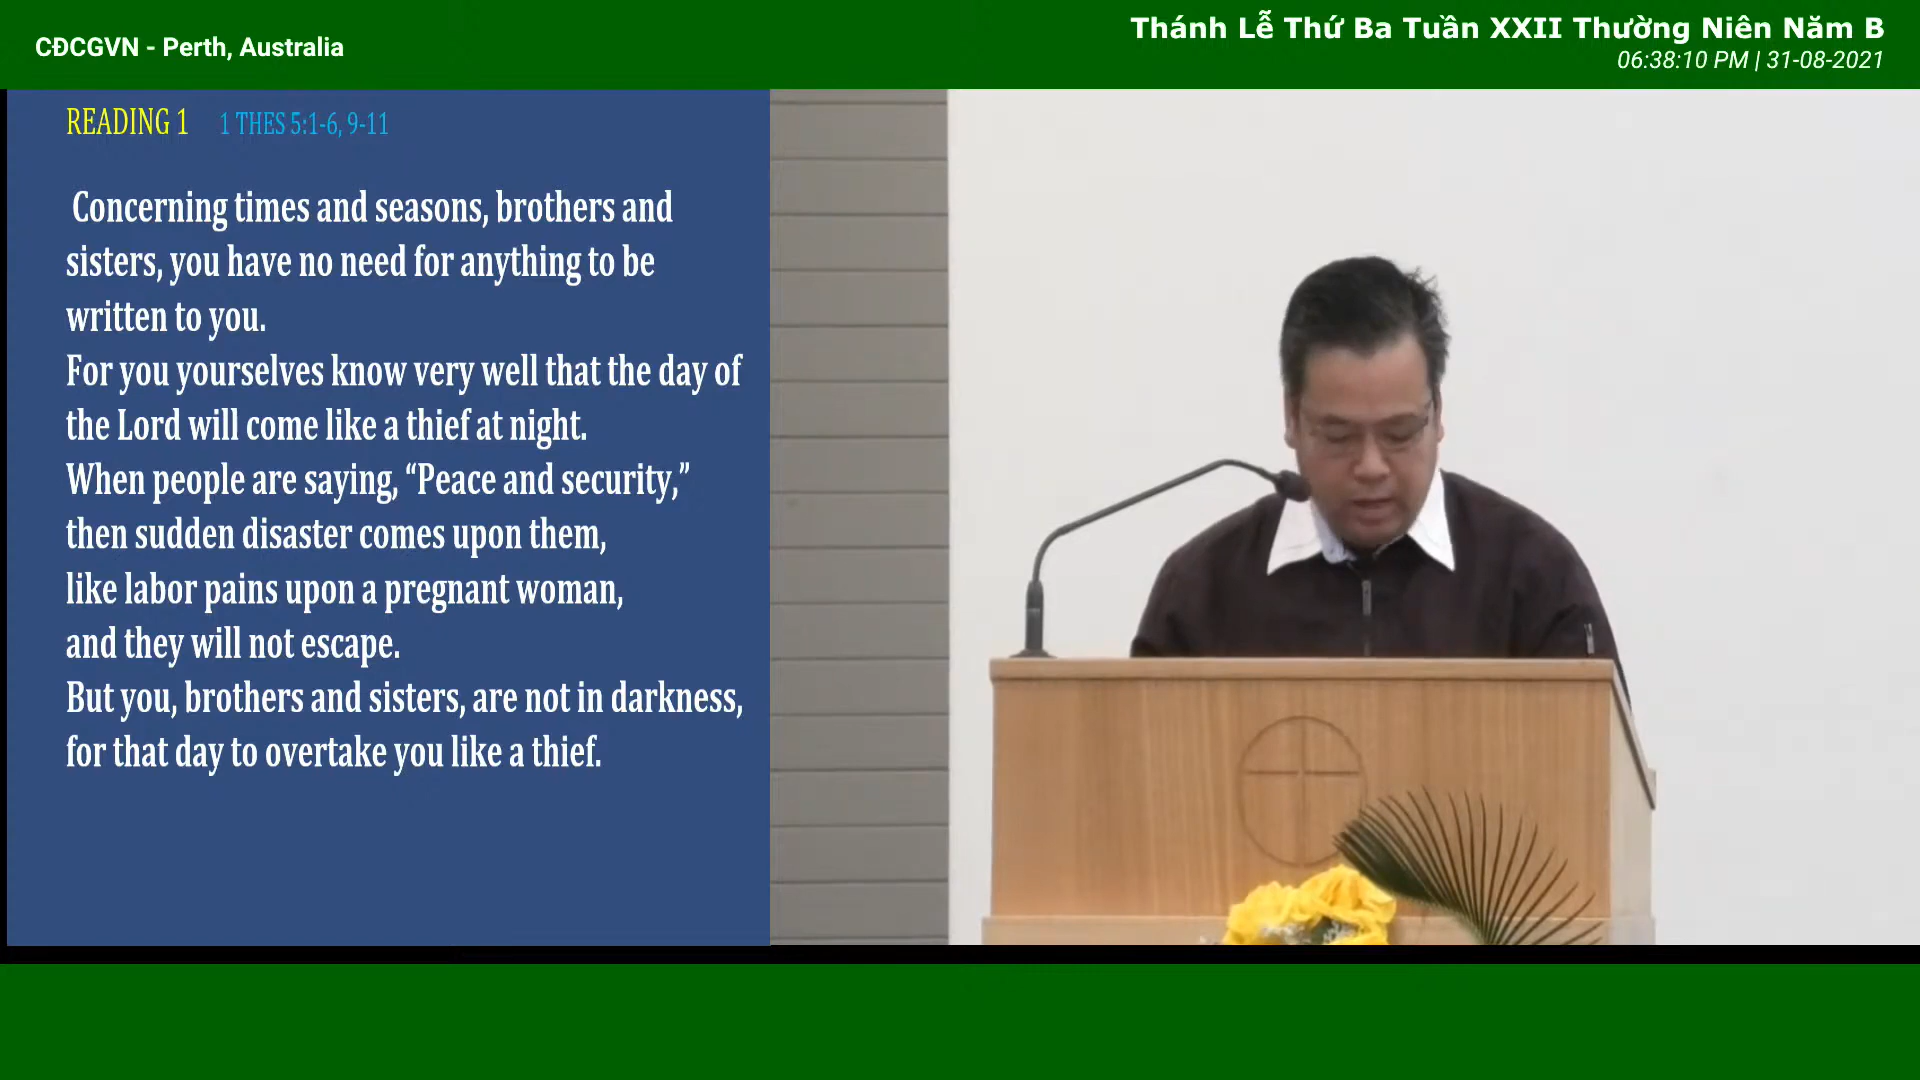 CĐCGVN - Perth, Australia
Thánh Lễ Thứ Ba Tuần XXII Thường Niên Năm B
06:38:10 PM | 31-08-2021
READING 1 1 THES 5:1-6, 9-11
Concerning times and seasons, brothers and
sisters, you have no need for anything to be
written to you.
For you yourselves know very well that the day of
the Lord will come like a thief at night.
When people are saying, “Peace and security,”
then sudden disaster comes upon them,
like labor pains upon a pregnant woman,
and they will not escape.
But you, brothers and sisters, are not in darkness,
for that day to overtake you like a thief.